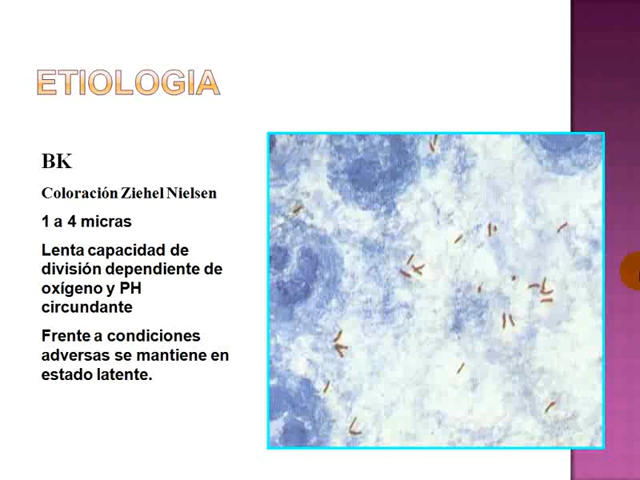 ETIOLOGIA
BK
Coloración Ziehel Nielsen
1 a 4 micras
Lenta capacidad de
división dependiente de
oxígeno y PH
circundante
Frente a condiciones
adversas se mantiene en
estado latente.